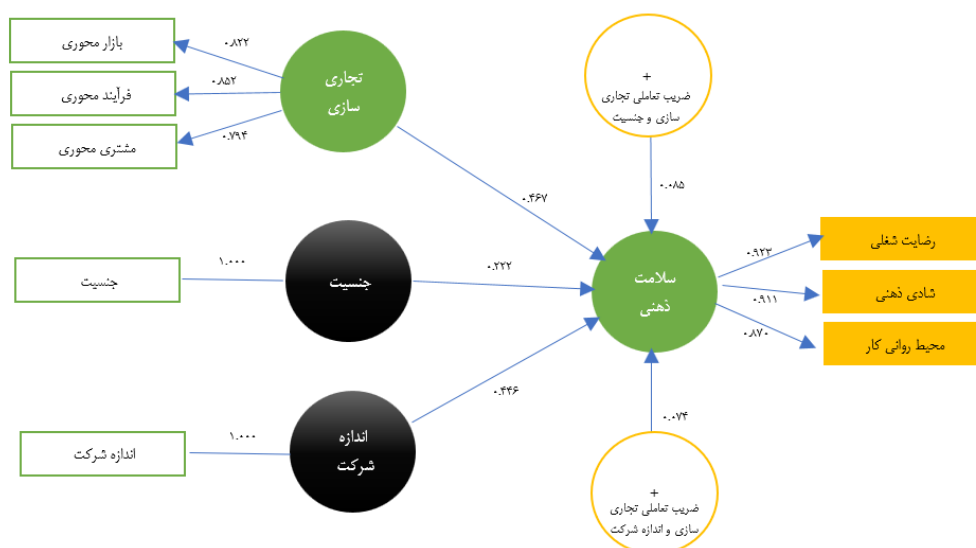 بازار محوری
فرآیند محوری
مشتری محوری
۰.۸۲۲
۰.۸۵۲
۰.۷۹۴
تجاری
سازی
+
ضریب تعاملی تجاری
سازی و جنسیت
۰.۰۸۵
۰.۴۶۷
جنسیت
۱.۰۰۰
جنسیت
۰.۲۲۲
سلامت
ذهنی
۰.۹۲۳
۰.۹۱۱
۰.۸۷۰
رضایت شغلی
شادی ذهنی
محیط روانی کار
اندازه شرکت
۱.۰۰۰
اندازه
شرکت
۰.۴۴۶
۰.۰۷۴
+
ضریب تعاملی تجاری
سازی و اندازه شرکت